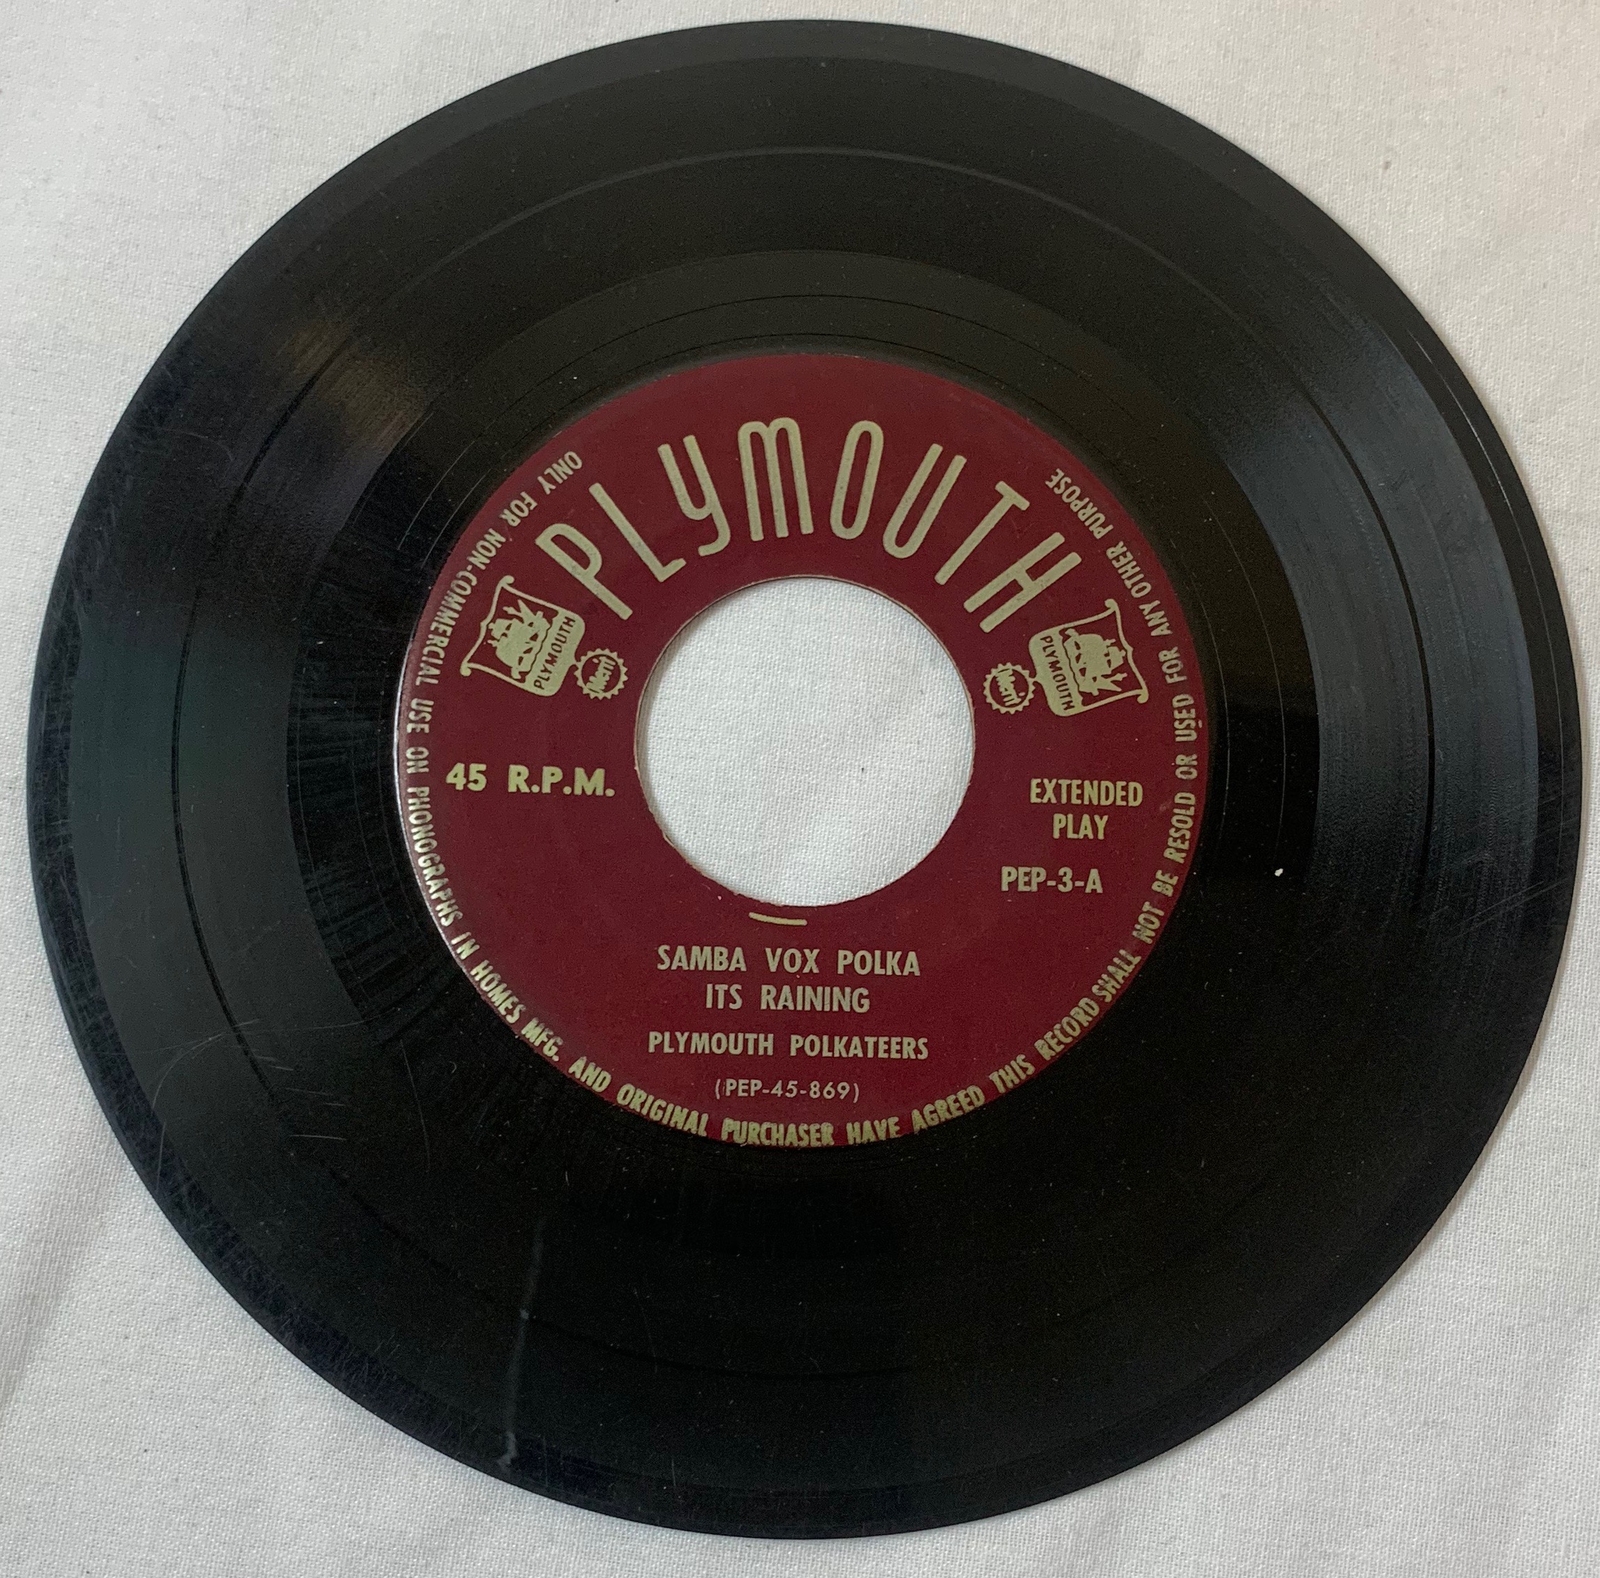 PLYMOUTH
PLYMOUTH
Merit
Merit
PLYMOUTH
45 R.P.M.
EXTENDED
PLAY
PEP-3-A
SAMBA VOX POLKA
ITS RAINING
PLYMOUTH POLKATEERS
(PEP-45-869)
ONLY FOR NON-COMMERCIAL USE ON PHONOGRAPHS IN HOMES MFG. AND ORIGINAL PURCHASER HAVE AGREED THIS RECORD SHALL NOT BE RESOLD OR USED FOR ANY OTHER PURPOSE